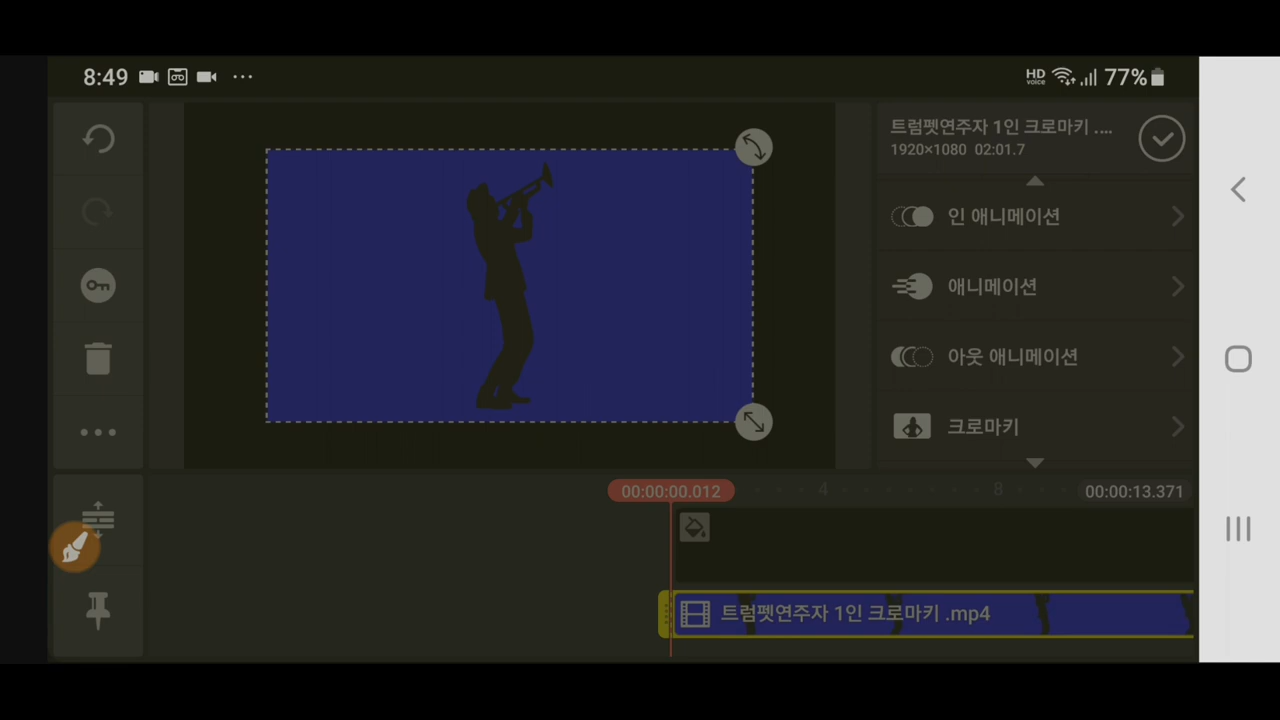 8:49
HD voice
77%
트럼펫연주자 1인 크로마키 ....
1920×1080 02:01.7
인 애니메이션
애니메이션
아웃 애니메이션
크로마키
00:00:00.012
4
8
00:00:13.371
트럼펫연주자 1인 크로마키 .mp4